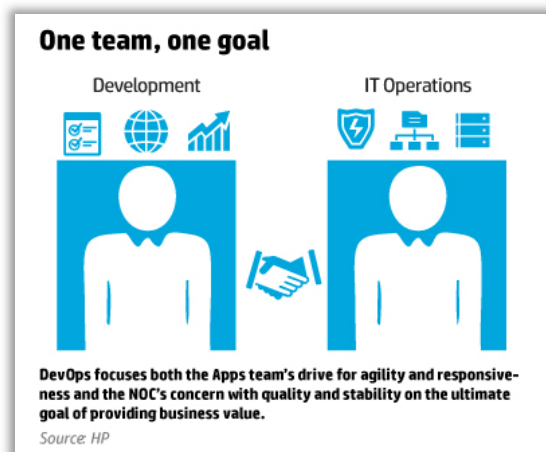 One team, one goal
Development
IT Operations
DevOps focuses both the Apps team's drive for agility and responsive-
ness and the NOC's concern with quality and stability on the ultimate
goal of providing business value.
Source: HP